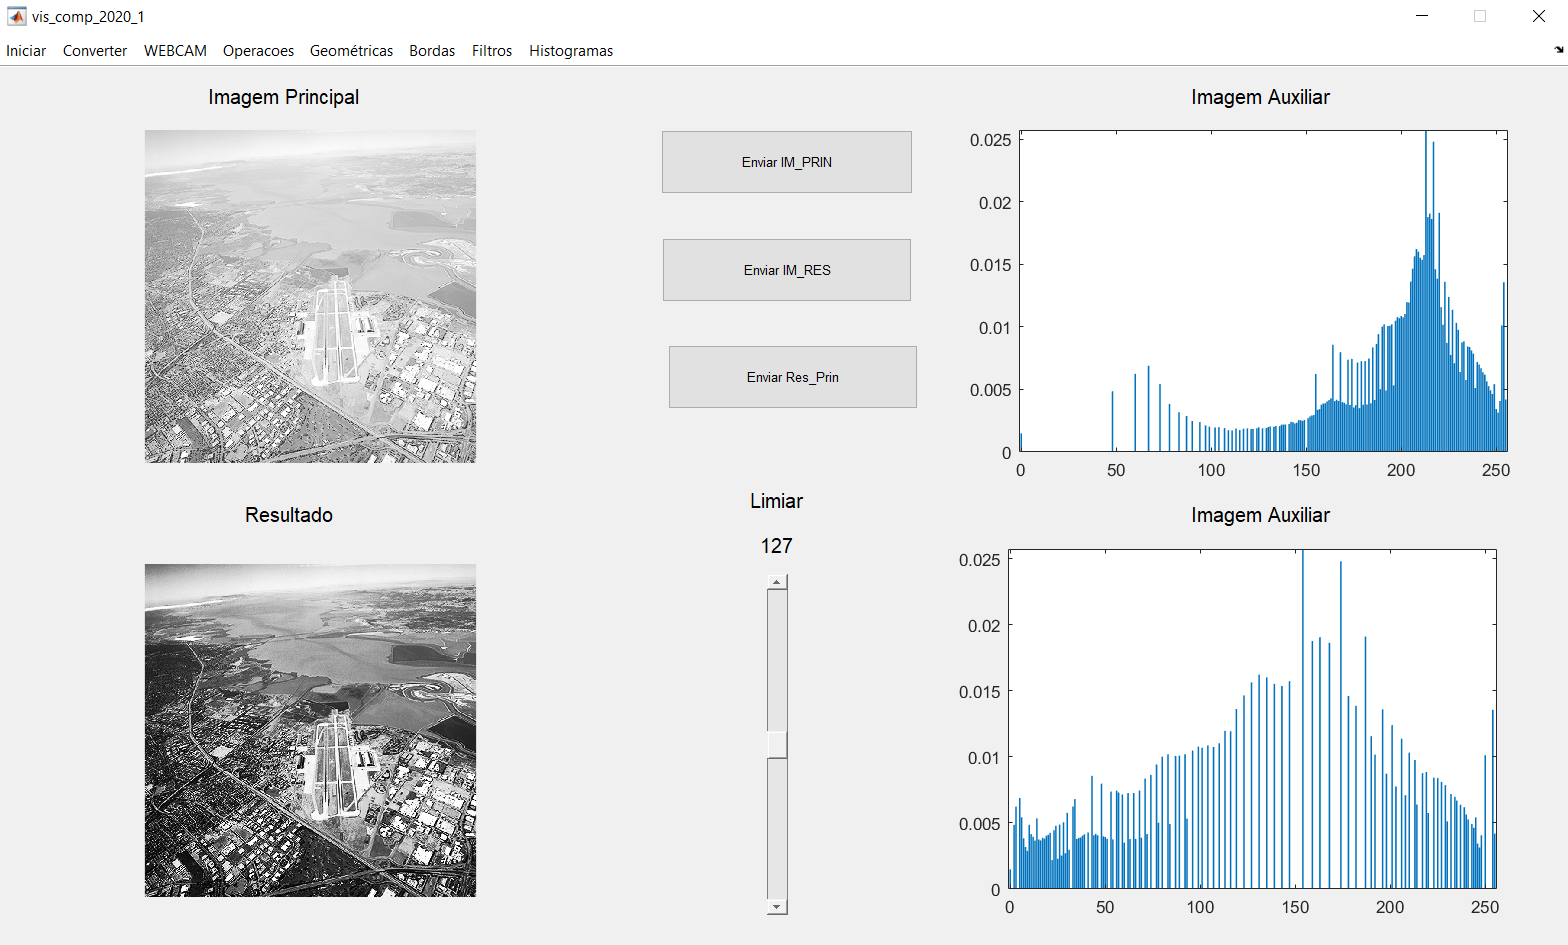 vis_comp_2020_1
Iniciar Converter WEBCAM Operacoes Geométricas Bordas Filtros Histogramas
Imagem Principal
Imagem Auxiliar
Enviar IM_PRIN
Enviar IM_RES
Enviar Res_Prin
0.025
0.02
0.015
0.01
0.005
0
0 50 100 150 200 250
Limiar
127
Resultado
Imagem Auxiliar
0.025
0.02
0.015
0.01
0.005
0
0 50 100 150 200 250